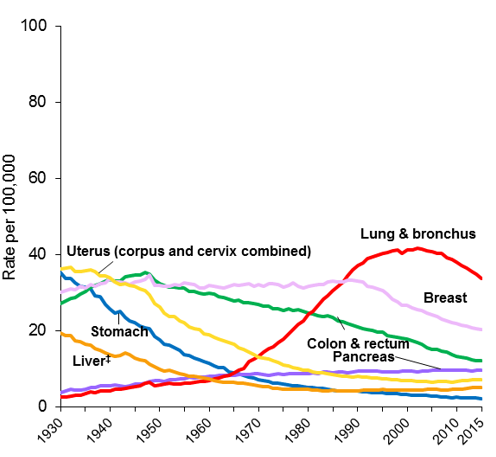 100
80
60
40
20
0
Rate per 100,000
Lung & bronchus
Uterus (corpus and cervix combined)
Breast
Stomach
Colon & rectum
Pancreas
Liver‡
1930
1940
1950
1960
1970
1980
1990
2000
2010
2015